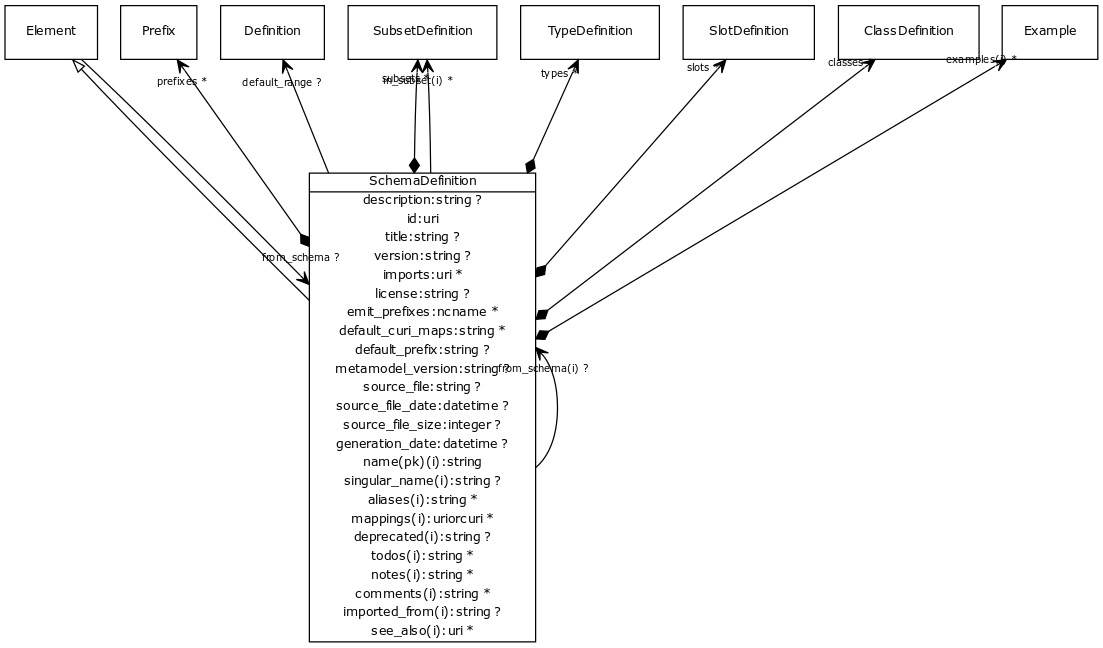 Element
Prefix
Definition
SubsetDefinition
TypeDefinition
SlotDefinition
ClassDefinition
Example
prefixes *
default_range ?
subsets *
in_subset(i) *
types *
slots *
classes *
examples(i) *
from_schema ?
SchemaDefinition
description:string ?
id:uri
title:string ?
version:string ?
imports:uri *
license:string ?
emit_prefixes:ncname *
default_curi_maps:string *
default_prefix:string ?
metamodel_version:string ?
from_schema(i) ?
source_file:string ?
source_file_date:datetime ?
source_file_size:integer ?
generation_date:datetime ?
name(pk)(i):string
singular_name(i):string ?
aliases(i):string *
mappings(i):uriorcuri *
deprecated(i):string ?
todos(i):string *
notes(i):string *
comments(i):string *
imported_from(i):string ?
see_also(i):uri *